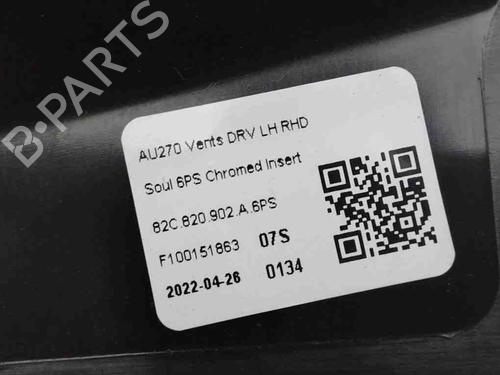 B-PARTS
AU270 Vents DRV LH RHD
Soul 6PS Chromed Insert
82C.820.902.A.6PS
F100151863 07S
2022-04-26 0134